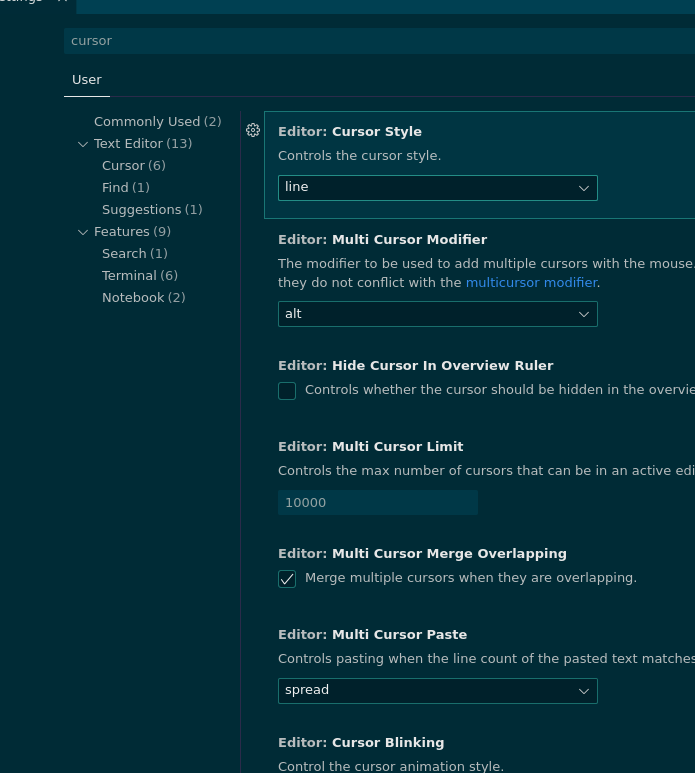 cursor
User
Commonly Used (2)
Text Editor (13)
Cursor (6)
Find (1)
Suggestions (1)
Features (9)
Search (1)
Terminal (6)
Notebook (2)
Editor: Cursor Style
Controls the cursor style.
line
Editor: Multi Cursor Modifier
The modifier to be used to add multiple cursors with the mouse.
they do not conflict with the multicursor modifier.
alt
Editor: Hide Cursor In Overview Ruler
Controls whether the cursor should be hidden in the overvie
Editor: Multi Cursor Limit
Controls the max number of cursors that can be in an active edi
10000
Editor: Multi Cursor Merge Overlapping
Merge multiple cursors when they are overlapping.
Editor: Multi Cursor Paste
Controls pasting when the line count of the pasted text matches
spread
Editor: Cursor Blinking
Control the cursor animation style.